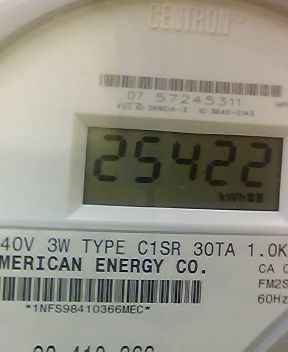 CENTRON
07 57245311
25422
kWh
40V 3W TYPE C1SR 30TA 1.0K
MERICAN ENERGY CO.
CA
FM2S
60Hz
*1NFS98410366MEC*